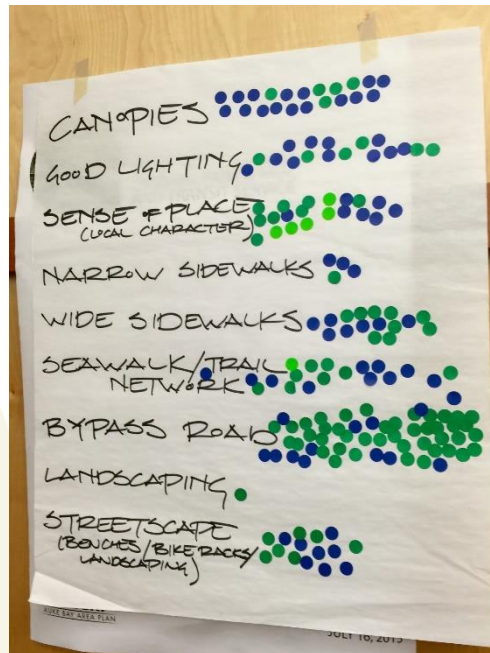 CANOPIES
GOOD LIGHTING
SENSE OF PLACE
(LOCAL CHARACTER)
NARROW SIDEWALKS
WIDE SIDEWALKS
SEAWALK/TRAIL
NETWORK
BYPASS ROAD
LANDSCAPING
STREETSCAPE
(BENCHES/BIKE RACKS/
LANDSCAPING)
AUKE BAY AREA PLAN
JULY 16, 2015